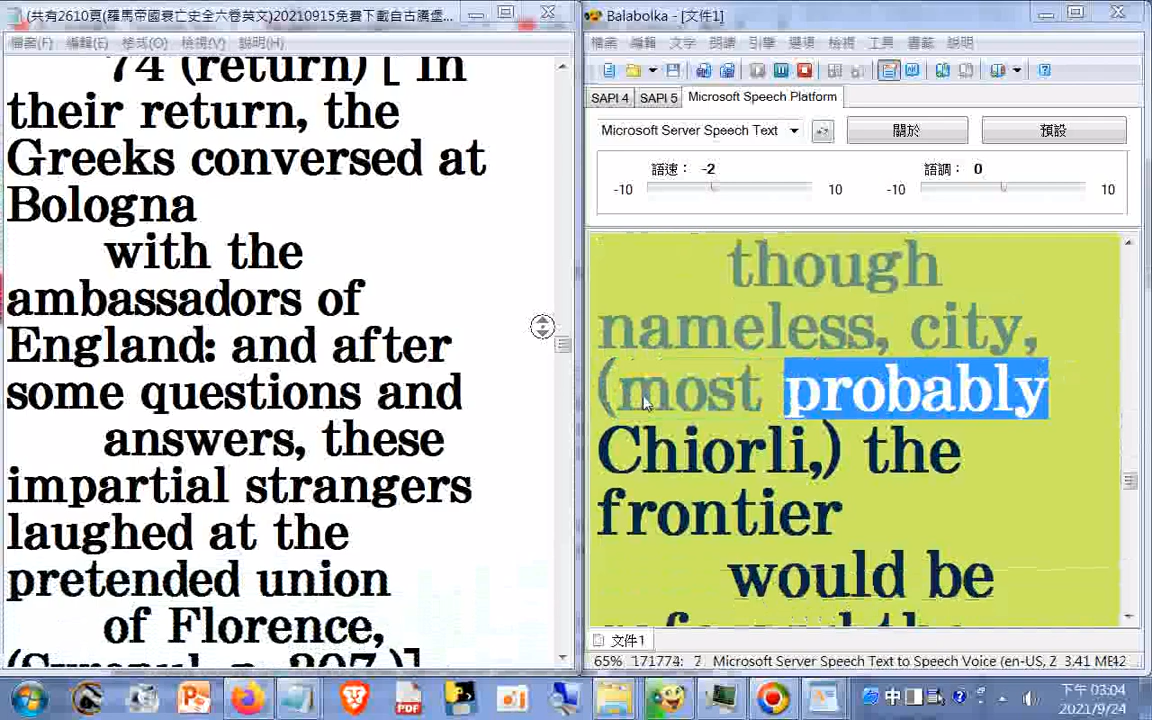 (共有2610頁(羅馬帝國衰亡史全六卷英文)20210915免費下載自古騰堡...
檔案(F) 編輯(E) 格式(O) 檢視(V) 說明(H)
74 (return) [ In
their return, the
Greeks conversed at
Bologna
with the
ambassadors of
England: and after
some questions and
answers, these
impartial strangers
laughed at the
pretended union
of Florence,
Balabolka - [文件1]
檔案 編輯 文字 朗讀 引擎 選項 檢視 工具 書籤 說明
SAPI 4 SAPI 5 Microsoft Speech Platform
Microsoft Server Speech Text 關於 預設
語速： -2 語調： 0
-10 10 -10 10
though
nameless, city,
(most probably
Chiorli,) the
frontier
would be
文件1
65% 171774: Microsoft Server Speech Text to Speech Voice (en-US, Z 3.41 ME
中 下午 03:04
2021/9/24